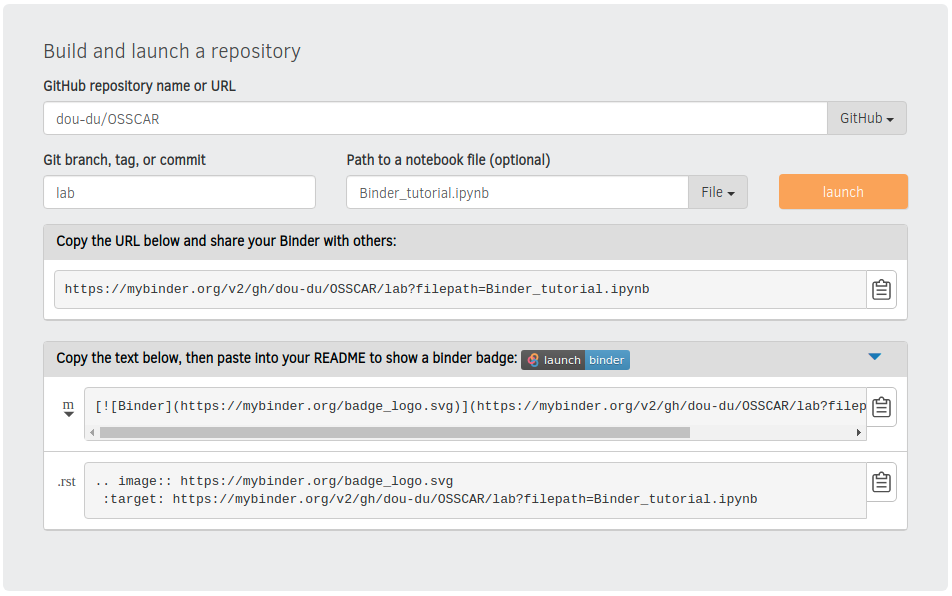 Build and launch a repository
GitHub repository name or URL
dou-du/OSSCAR
GitHub
Git branch, tag, or commit
Path to a notebook file (optional)
lab
Binder_tutorial.ipynb
File
launch
Copy the URL below and share your Binder with others:
https://mybinder.org/v2/gh/dou-du/OSSCAR/lab?filepath=Binder_tutorial.ipynb
Copy the text below, then paste into your README to show a binder badge:
launch binder
m
[![Binder](https://mybinder.org/badge_logo.svg)](https://mybinder.org/v2/gh/dou-du/OSSCAR/lab?filep
.rst
.. image:: https://mybinder.org/badge_logo.svg
:target: https://mybinder.org/v2/gh/dou-du/OSSCAR/lab?filepath=Binder_tutorial.ipynb